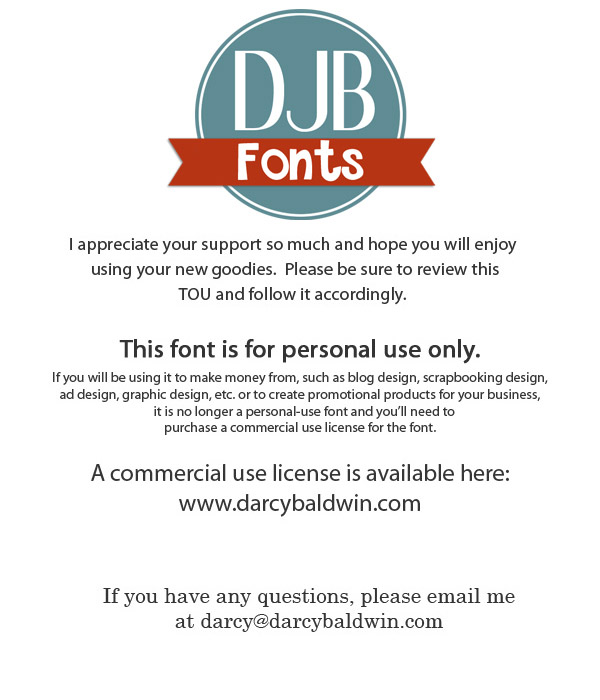 DJB
Fonts
I appreciate your support so much and hope you will enjoy
using your new goodies.  Please be sure to review this
TOU and follow it accordingly.
This font is for personal use only.
If you will be using it to make money from, such as blog design, scrapbooking design,
ad design, graphic design, etc. or to create promotional products for your business,
it is no longer a personal-use font and you'll need to
purchase a commercial use license for the font.
A commercial use license is available here:
www.darcybaldwin.com
If you have any questions, please email me
at darcy@darcybaldwin.com